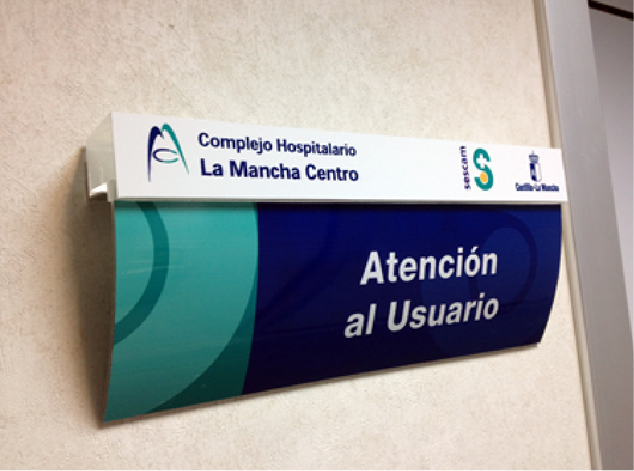 Complejo Hospitalario
La Mancha Centro
sescam
Castilla-La Mancha
Atención
al Usuario